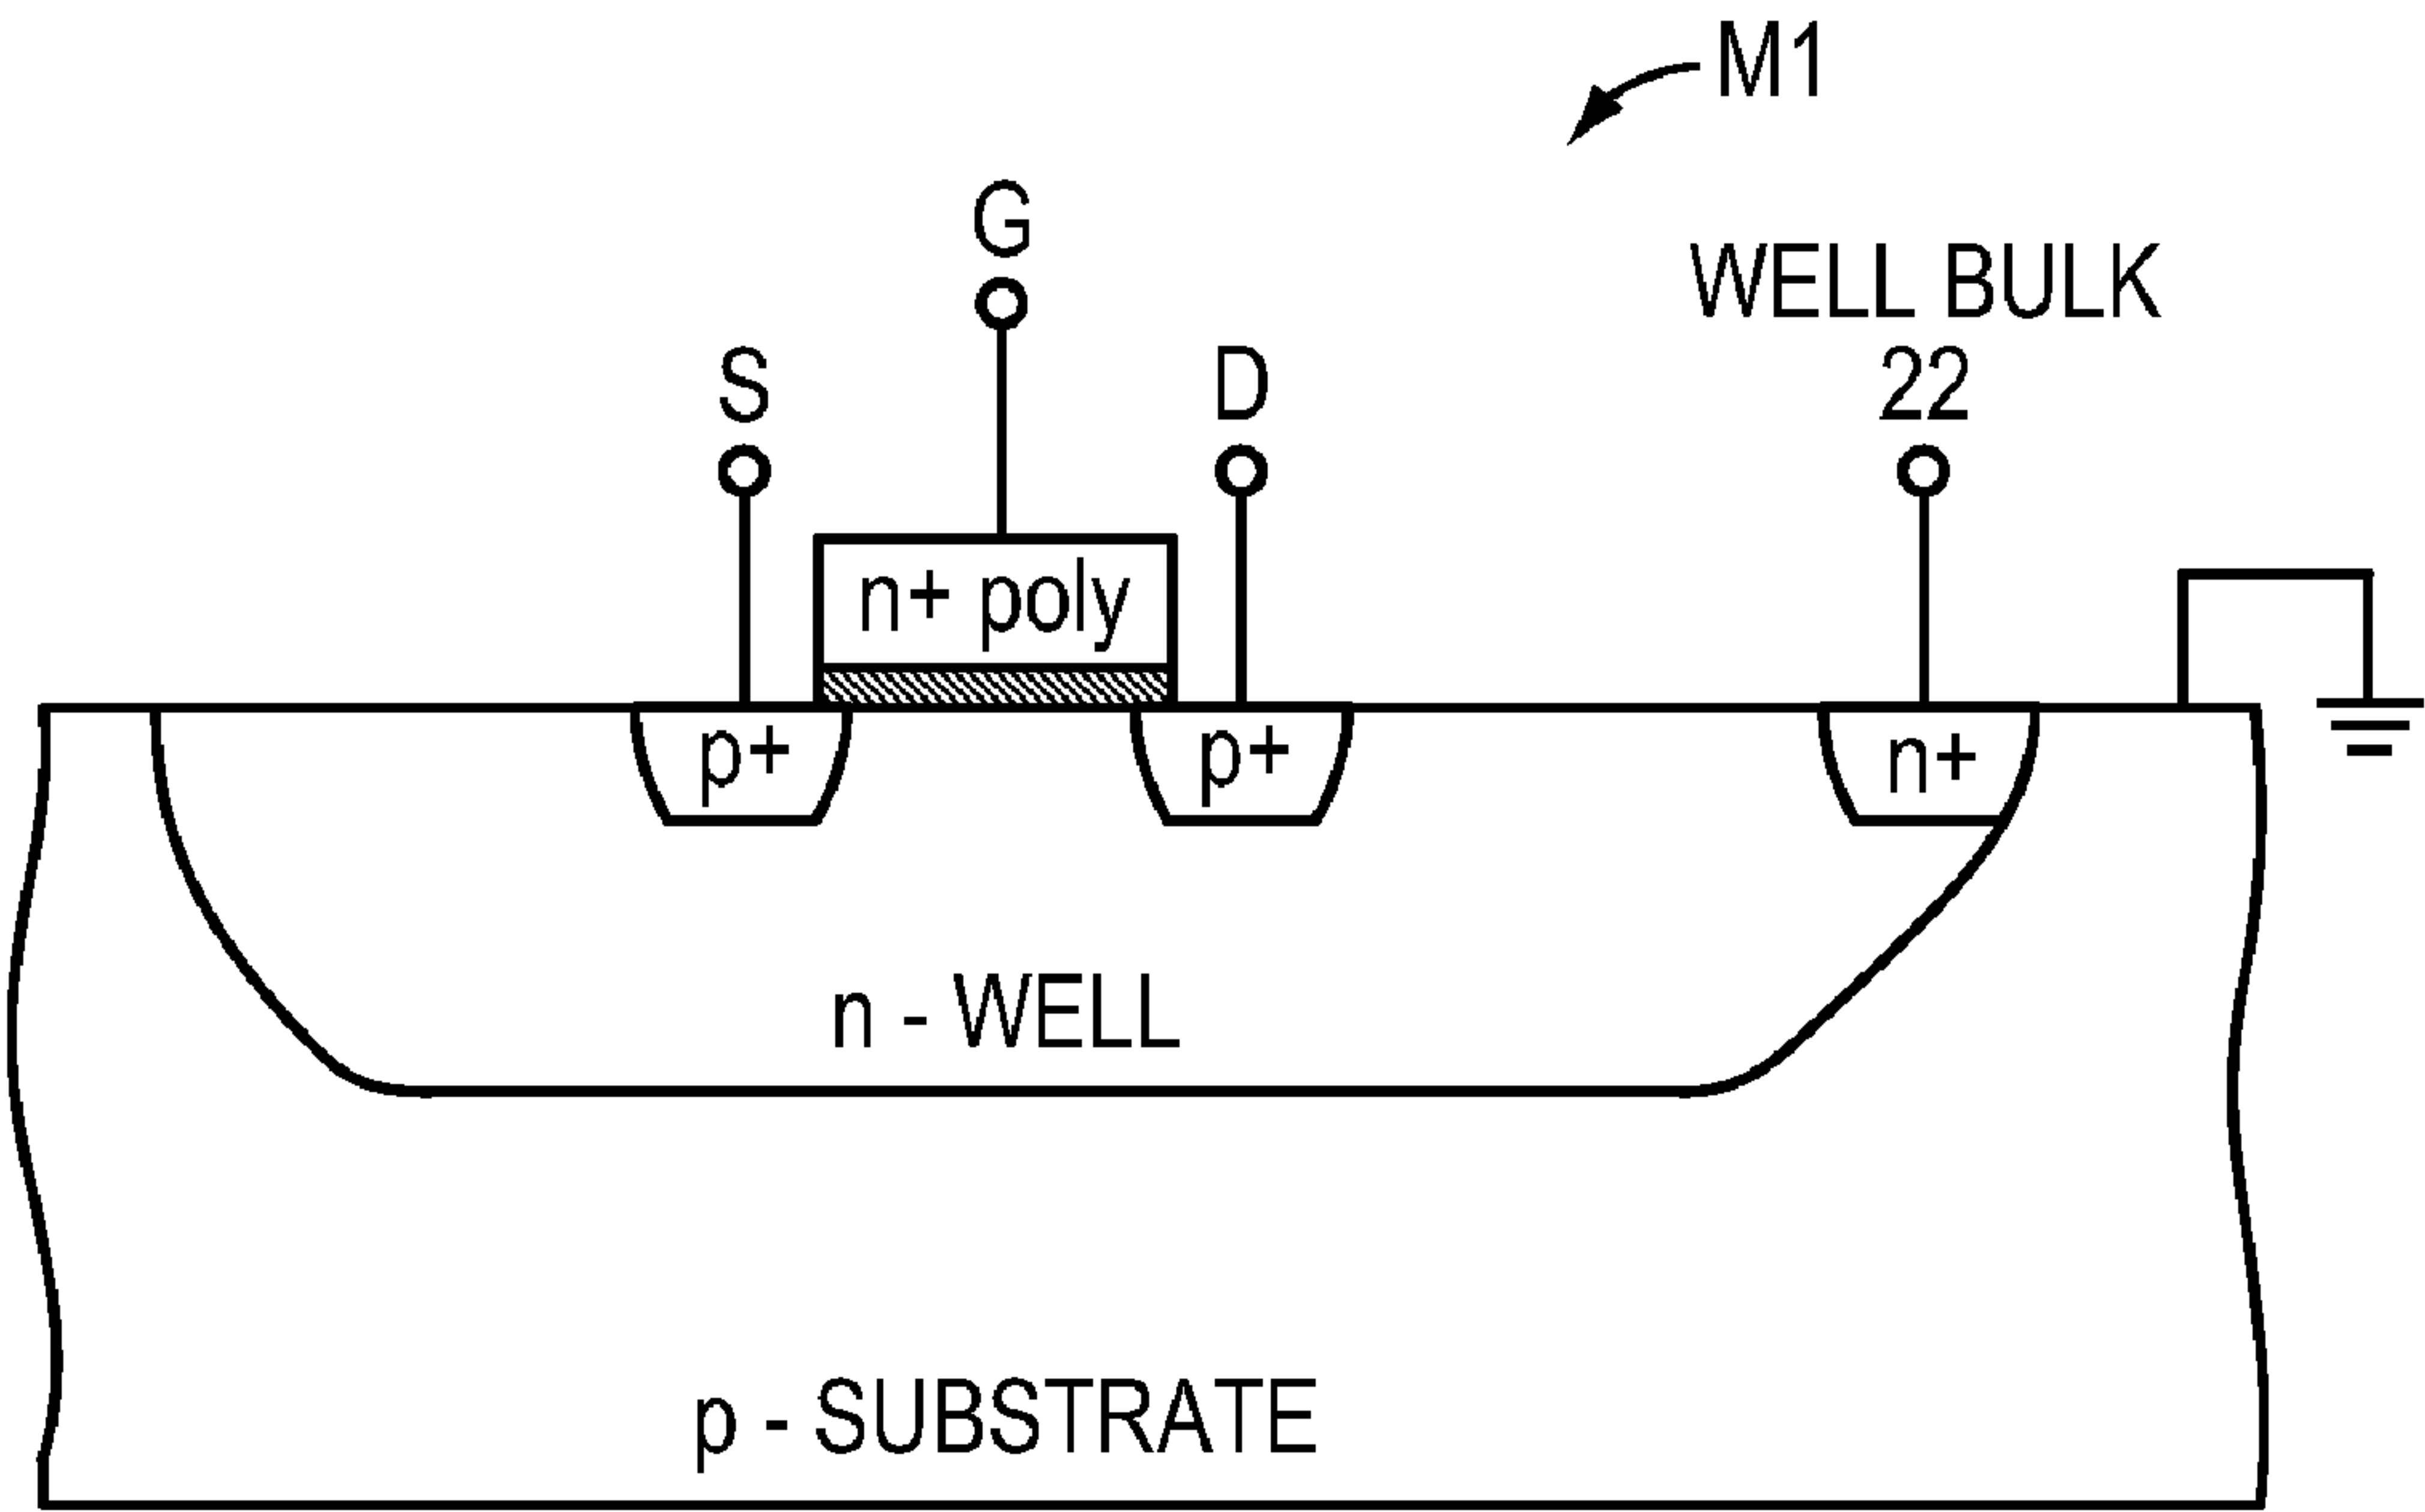 M1
G
WELL BULK
22
S
D
n+ poly
p+
p+
n+
n - WELL
p - SUBSTRATE